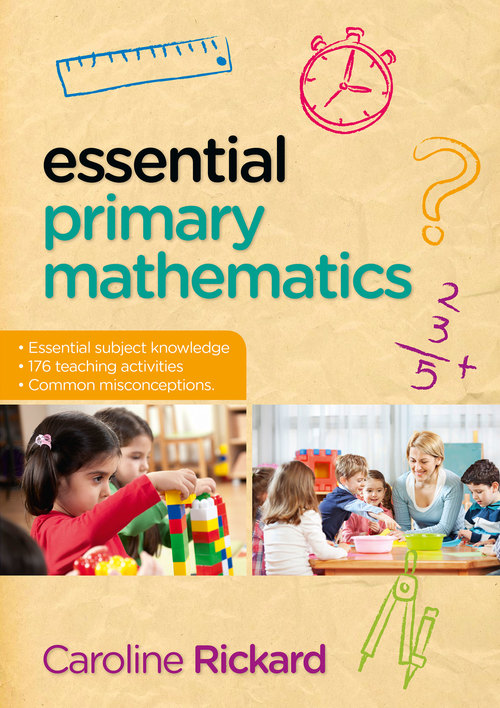 essential
primary
mathematics
2
3
5 +
• Essential subject knowledge
• 176 teaching activities
• Common misconceptions.
Caroline Rickard